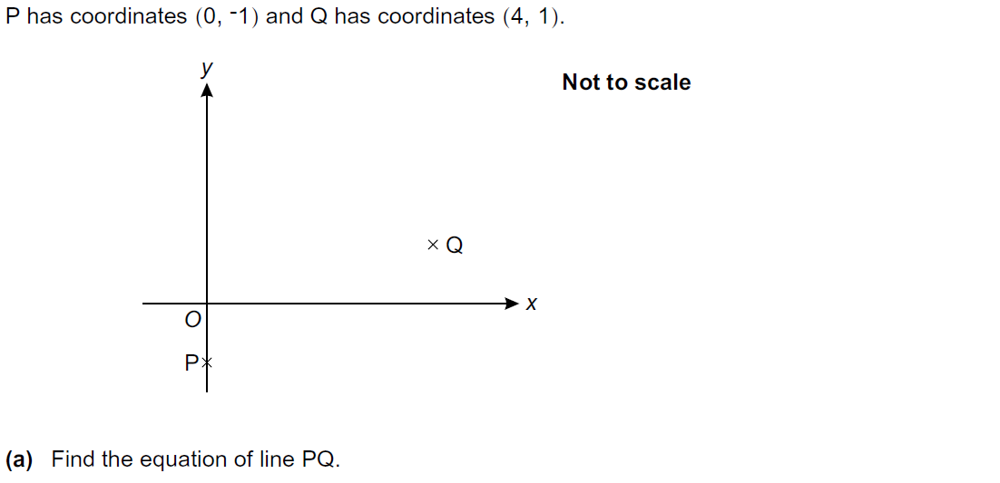 P has coordinates (0, ⁻1) and Q has coordinates (4, 1).
y
Not to scale
× Q
x
O
P×
(a) Find the equation of line PQ.